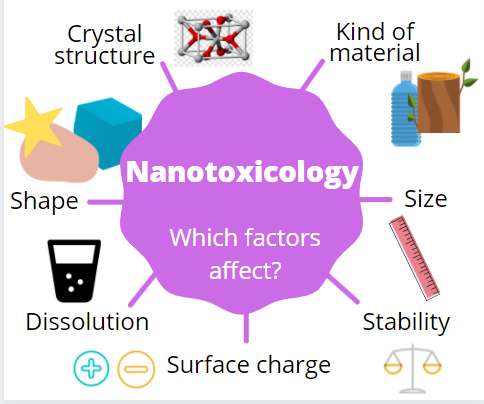 Crystal
structure
Kind of
material
Nanotoxicology
Which factors
affect?
Shape
Size
Dissolution
Stability
Surface charge